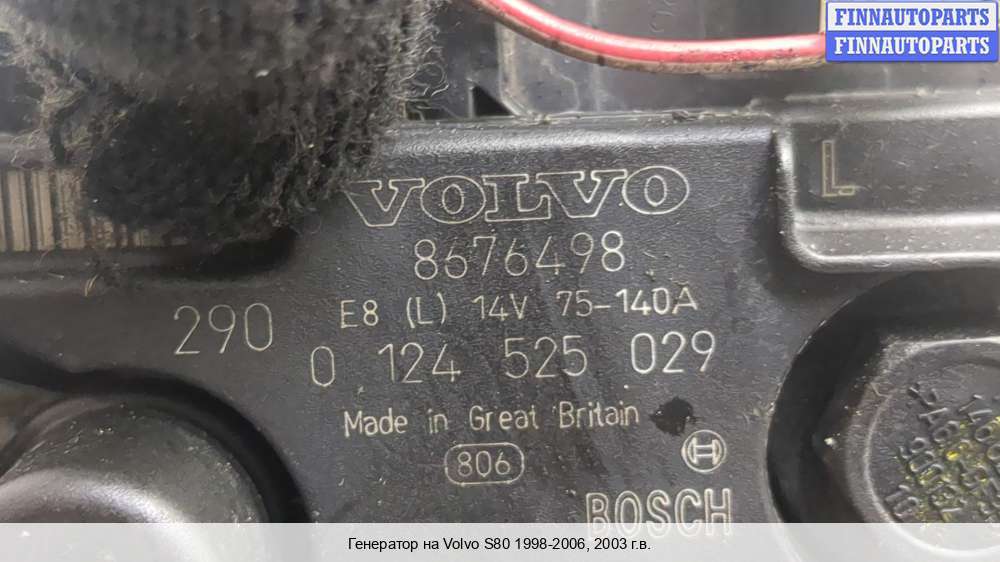 FINNAUTOPARTS
FINNAUTOPARTS
L
VOLVO
8676498
E8 (L) 14V 75-140A
290
0 124 525 029
Made in Great Britain
806
BOSCH
Генератор на Volvo S80 1998-2006, 2003 г.в.